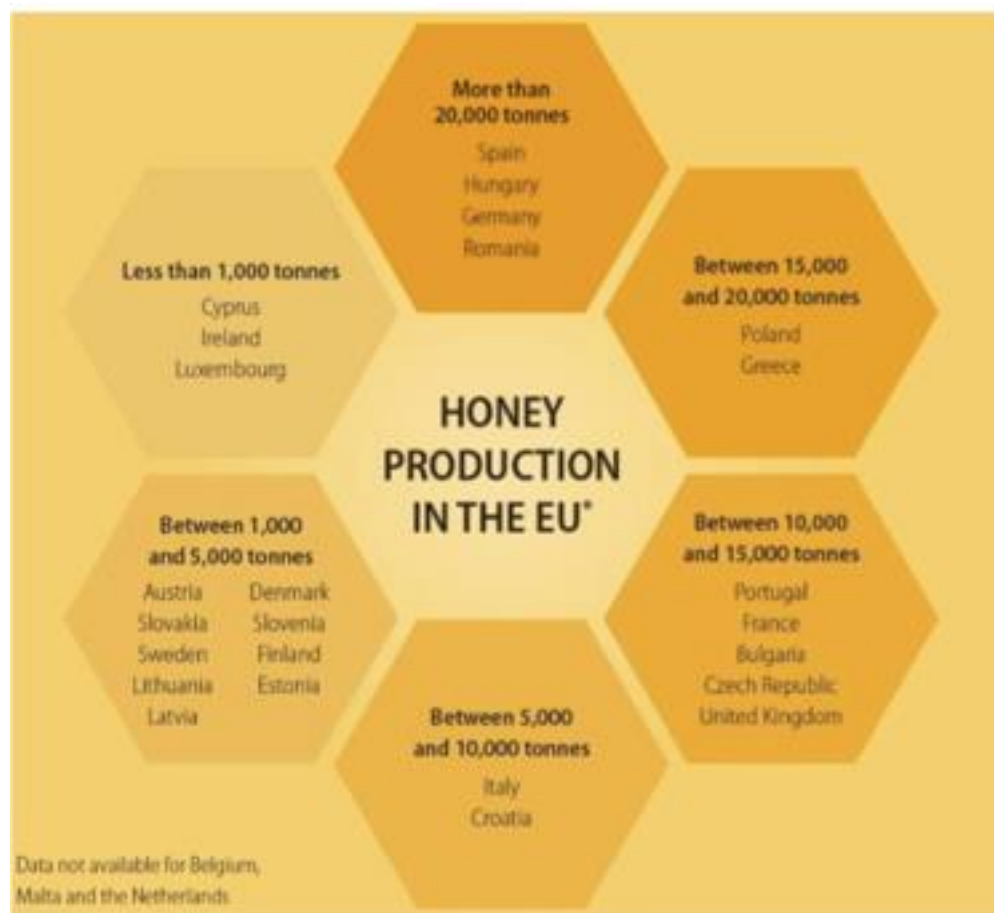 More than
20,000 tonnes
Spain
Hungary
Germany
Romania
Between 15,000
and 20,000 tonnes
Poland
Greece
Between 10,000
and 15,000 tonnes
Portugal
France
Bulgaria
Czech Republic
United Kingdom
Between 5,000
and 10,000 tonnes
Italy
Croatia
Between 1,000
and 5,000 tonnes
Austria Denmark
Slovakia Slovenia
Sweden Finland
Lithuania Estonia
Latvia
Less than 1,000 tonnes
Cyprus
Ireland
Luxembourg
HONEY
PRODUCTION
IN THE EU*
Data not available for Belgium,
Malta and the Netherlands